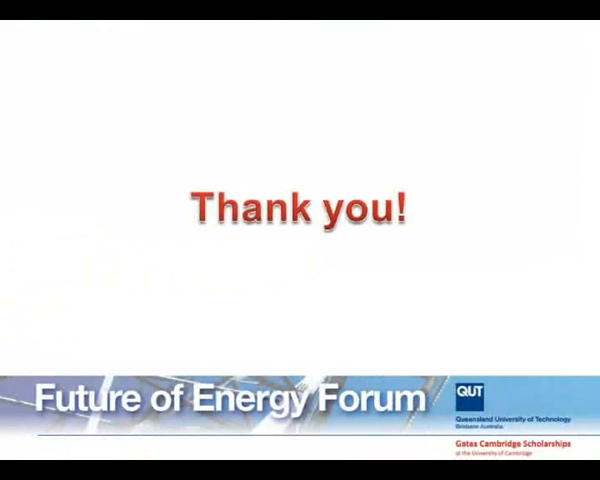 Thank you!
Future of Energy Forum
QUT
Queensland University of Technology
Brisbane Australia
Gates Cambridge Scholarships
at the University of Cambridge